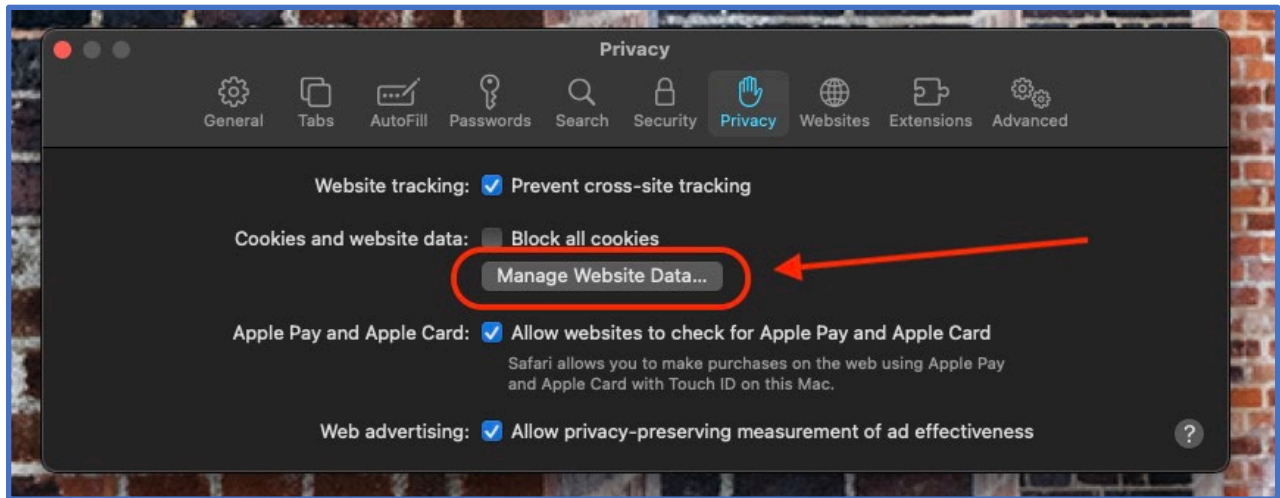 Privacy
General Tabs AutoFill Passwords Search Security Privacy Websites Extensions Advanced
Website tracking: Prevent cross-site tracking
Cookies and website data: Block all cookies
Manage Website Data...
Apple Pay and Apple Card: Allow websites to check for Apple Pay and Apple Card
Safari allows you to make purchases on the web using Apple Pay
and Apple Card with Touch ID on this Mac.
Web advertising: Allow privacy-preserving measurement of ad effectiveness
?